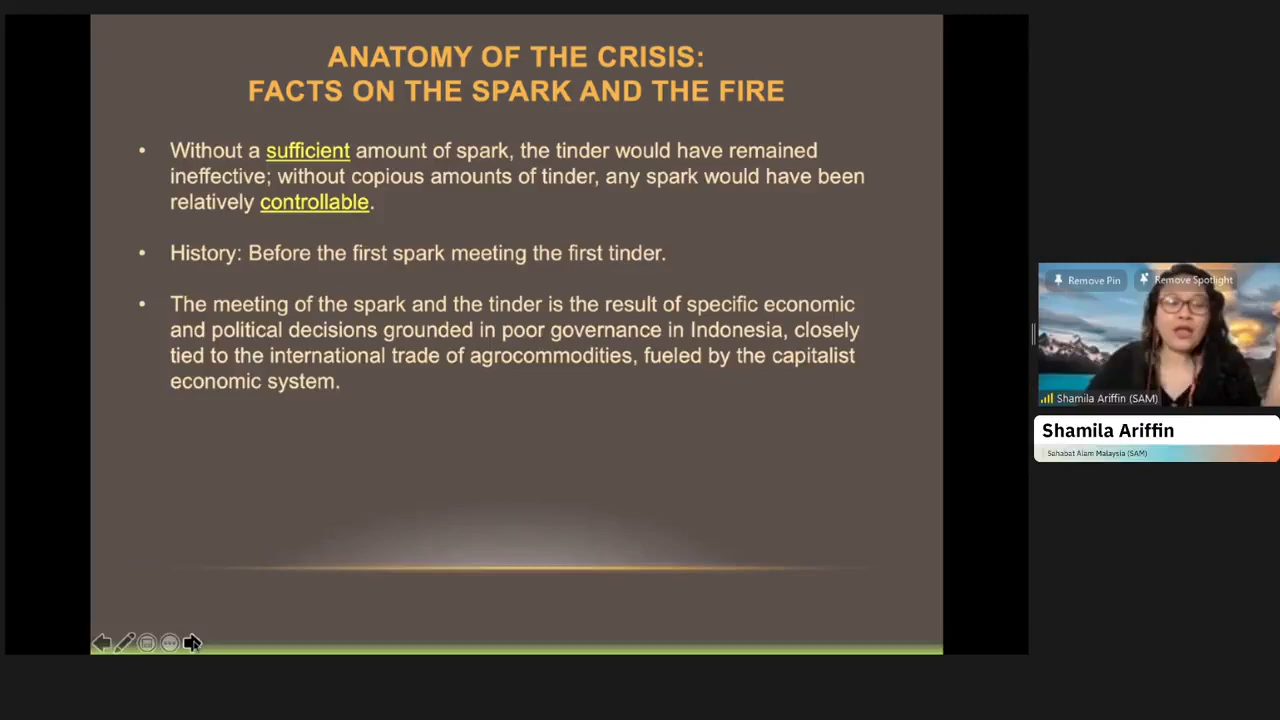 ANATOMY OF THE CRISIS:
FACTS ON THE SPARK AND THE FIRE
• Without a sufficient amount of spark, the tinder would have remained
ineffective; without copious amounts of tinder, any spark would have been
relatively controllable.
• History: Before the first spark meeting the first tinder.
• The meeting of the spark and the tinder is the result of specific economic
and political decisions grounded in poor governance in Indonesia, closely
tied to the international trade of agrocommodities, fueled by the capitalist
economic system.
Remove Pin
Remove Spotlight
Shamila Ariffin (SAM)
Shamila Ariffin
Sahabat Alam Malaysia (SAM)